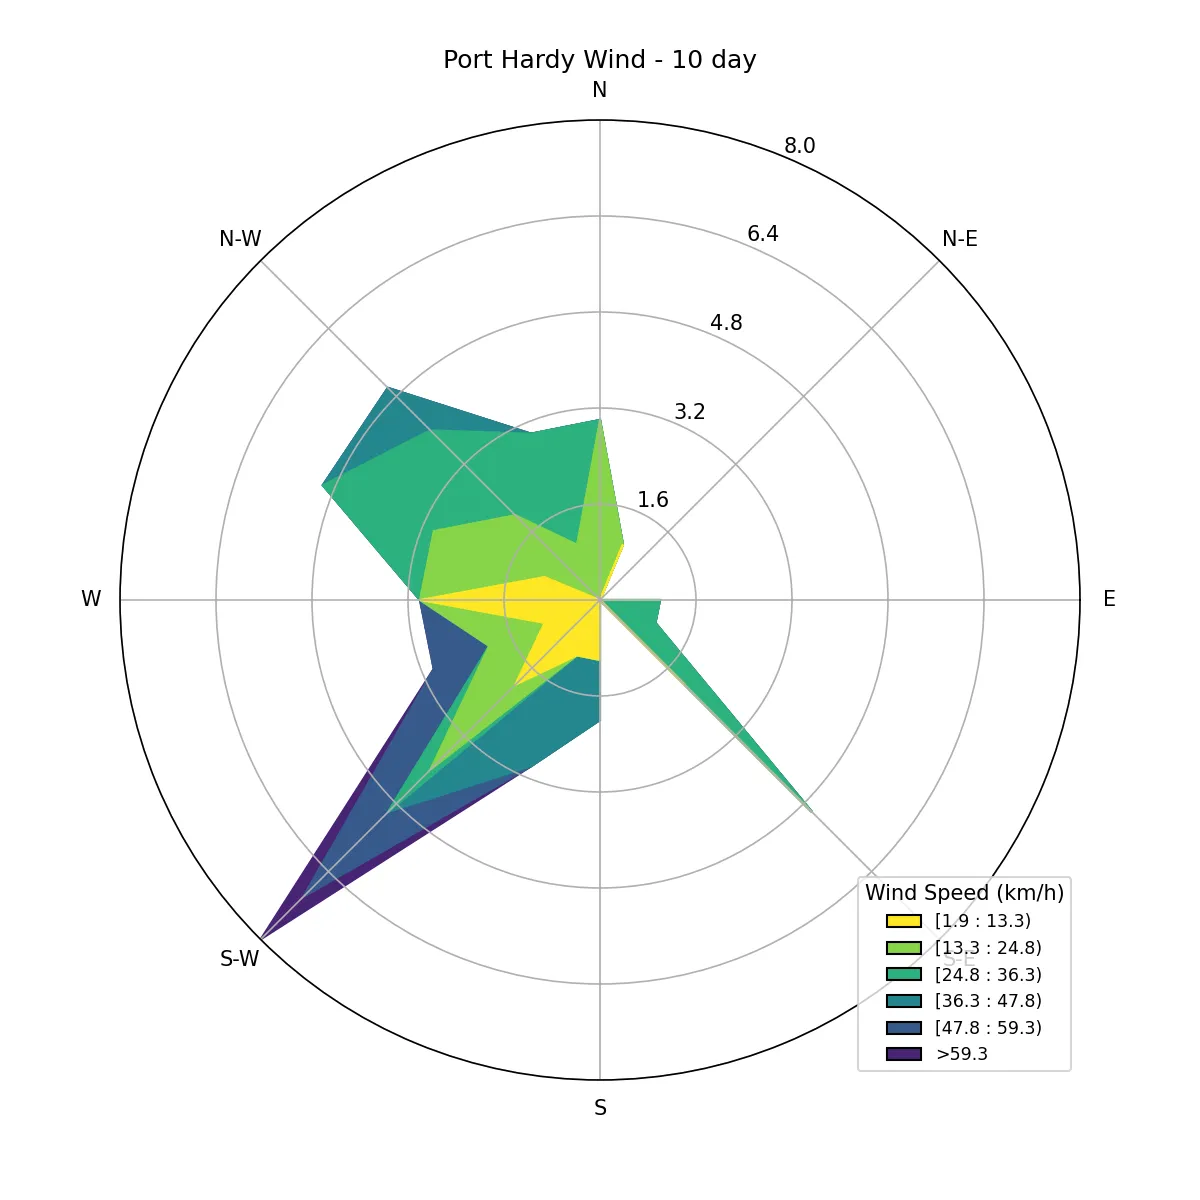 Port Hardy Wind - 10 day
N
8.0
N-W
6.4
N-E
4.8
3.2
1.6
W
E
S-W
S-E
S
Wind Speed (km/h)
[1.9 : 13.3)
[13.3 : 24.8)
[24.8 : 36.3)
[36.3 : 47.8)
[47.8 : 59.3)
>59.3